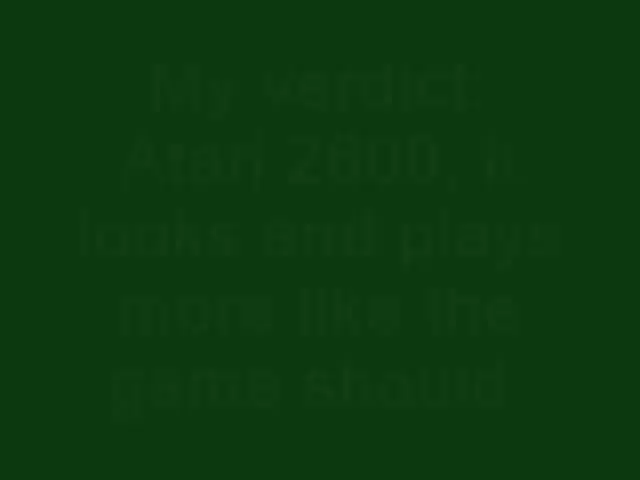 My verdict:
Atari 2600. It
looks and plays
more like the
game should.